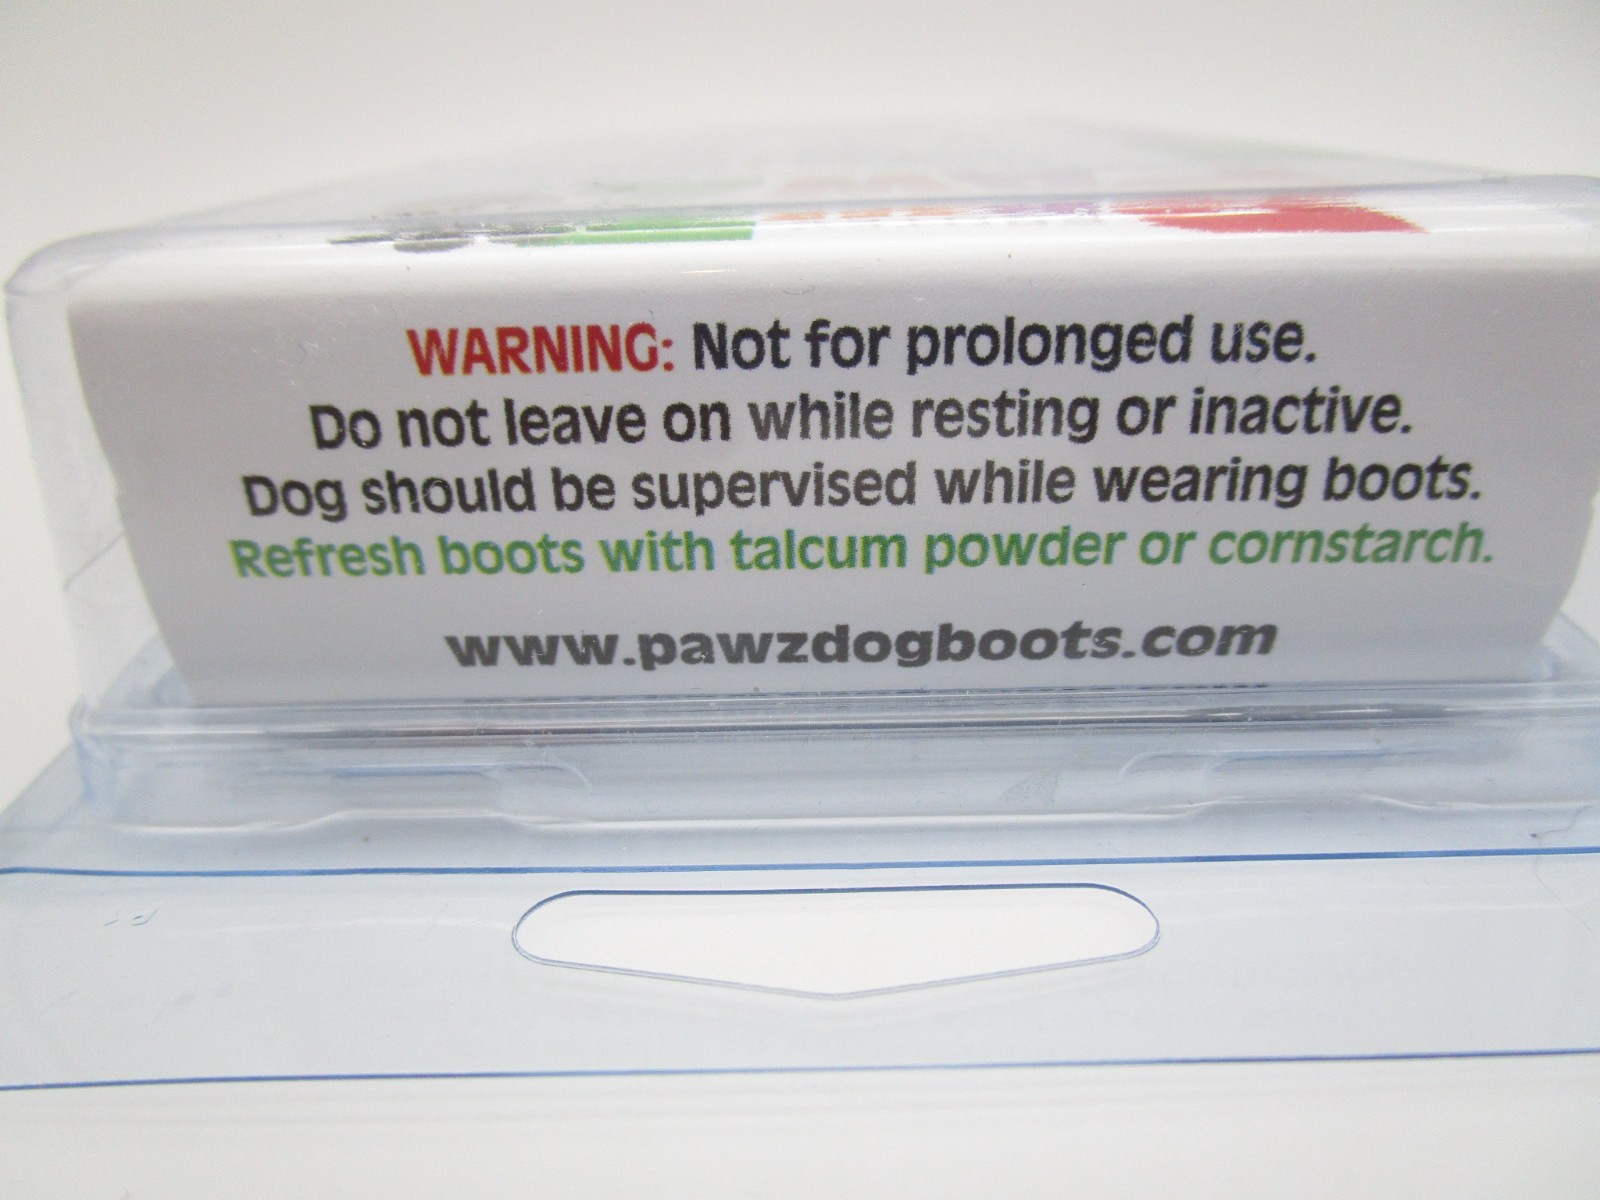 WARNING: Not for prolonged use.
Do not leave on while resting or inactive.
Dog should be supervised while wearing boots.
Refresh boots with talcum powder or cornstarch.
www.pawzdogboots.com